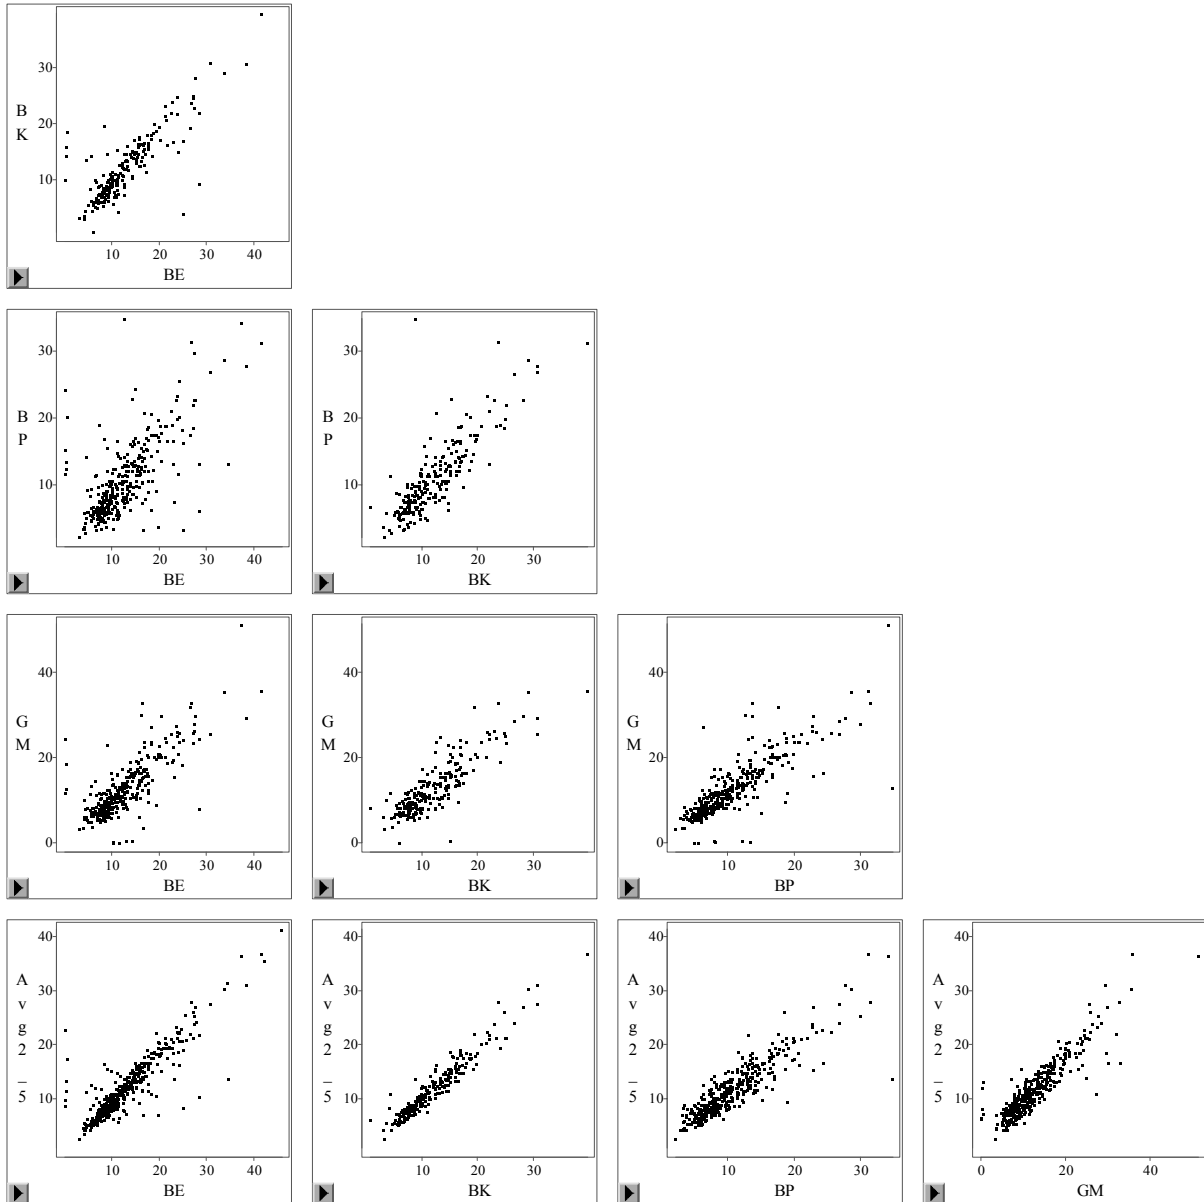 30
B
20
K
10
10 20 30 40
BE
30 30
B B
20 20
P P
10 10
10 20 30 40 10 20 30
BE BK
40 40 40
G G G
M M M
20 20 20
0 0 0
10 20 30 40 10 20 30 10 20 30
BE BK BP
40 40 40 40
A A A A
v v v v
30 30 30 30
g g g g
2 20 2 20 2 20 2 20
_ _ _ _
5 10 5 10 5 10 5 10
10 20 30 40 10 20 30 10 20 30 0 20 40
BE BK BP GM